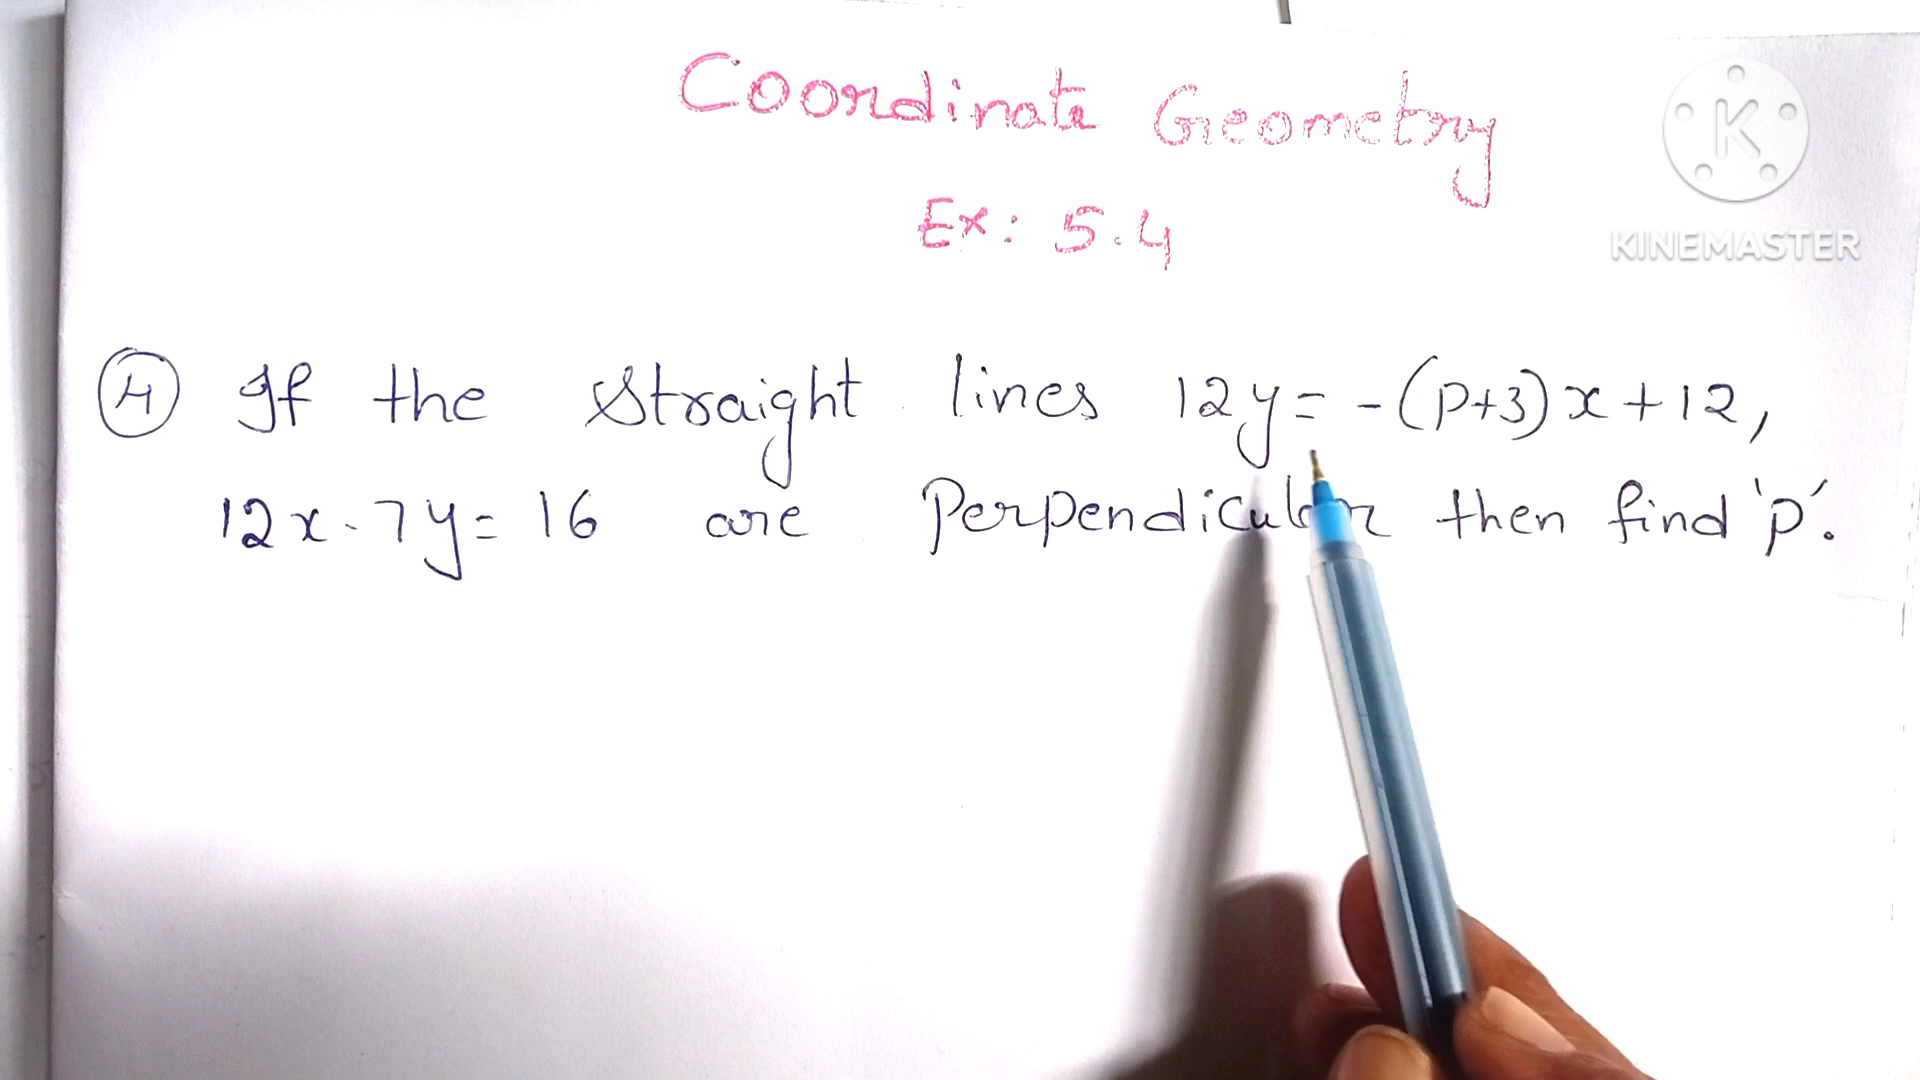 Coordinate Geometry
K
KINEMASTER
Ex: 5.4
4 If the straight lines 12y = -(P+3)x + 12,
12x - 7y = 16 are Perpendicular then find 'p'.